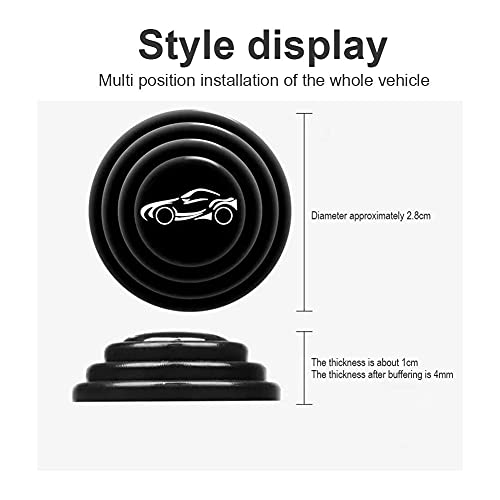 Style display
Multi position installation of the whole vehicle
Diameter approximately 2.8cm
The thickness is about 1cm
The thickness after buffering is 4mm